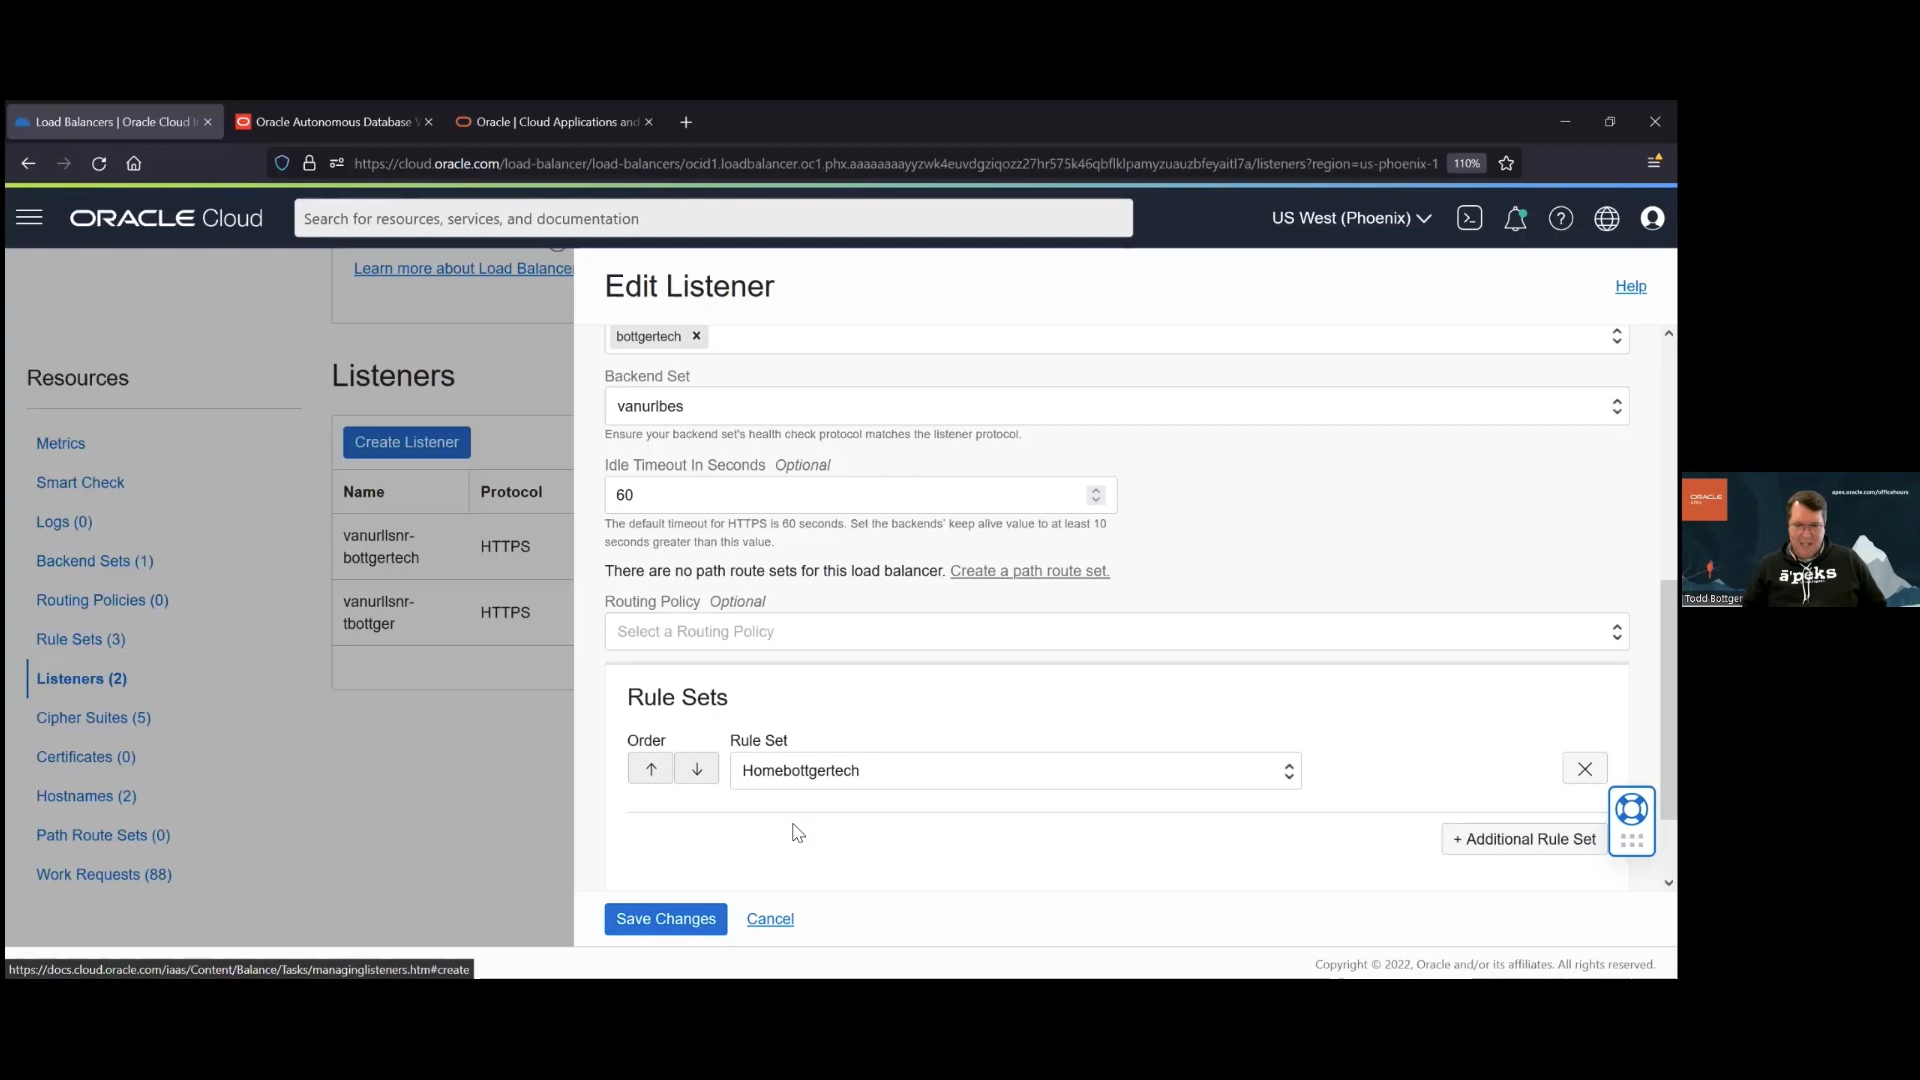 Load Balancers | Oracle Cloud I
Oracle Autonomous Database V
Oracle | Cloud Applications and
https://cloud.oracle.com/load-balancer/load-balancers/ocid1.loadbalancer.oc1.phx.aaaaaaaayyzwk4euvdgziqozz27hr575k46qbflklpamyzuauzbfeyaitl7a/listeners?region=us-phoenix-1
110%
ORACLE Cloud
Search for resources, services, and documentation
US West (Phoenix)
Learn more about Load Balance
Resources
Metrics
Smart Check
Logs (0)
Backend Sets (1)
Routing Policies (0)
Rule Sets (3)
Listeners (2)
Cipher Suites (5)
Certificates (0)
Hostnames (2)
Path Route Sets (0)
Work Requests (88)
Listeners
Create Listener
Name Protocol
vanurllsnr-
bottgertech HTTPS
vanurllsnr-
tbottger HTTPS
Edit Listener
Help
bottgertech
Backend Set
vanurlbes
Ensure your backend set's health check protocol matches the listener protocol.
Idle Timeout In Seconds Optional
60
The default timeout for HTTPS is 60 seconds. Set the backends' keep alive value to at least 10
seconds greater than this value.
There are no path route sets for this load balancer. Create a path route set.
Routing Policy Optional
Select a Routing Policy
Rule Sets
Order Rule Set
Homebottgertech
+ Additional Rule Set
Save Changes Cancel
https://docs.cloud.oracle.com/iaas/Content/Balance/Tasks/managinglisteners.htm#create
Copyright © 2022, Oracle and/or its affiliates. All rights reserved.
ORACLE
APEX
apex.oracle.com/officehours
ā'peks
Todd Bottger